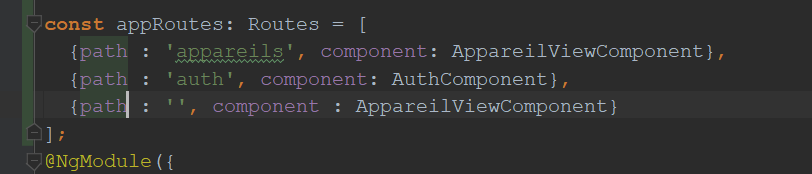 const appRoutes: Routes = [
{path : 'appareils', component: AppareilViewComponent},
{path : 'auth', component: AuthComponent},
{path : '', component : AppareilViewComponent}
];
@NgModule({